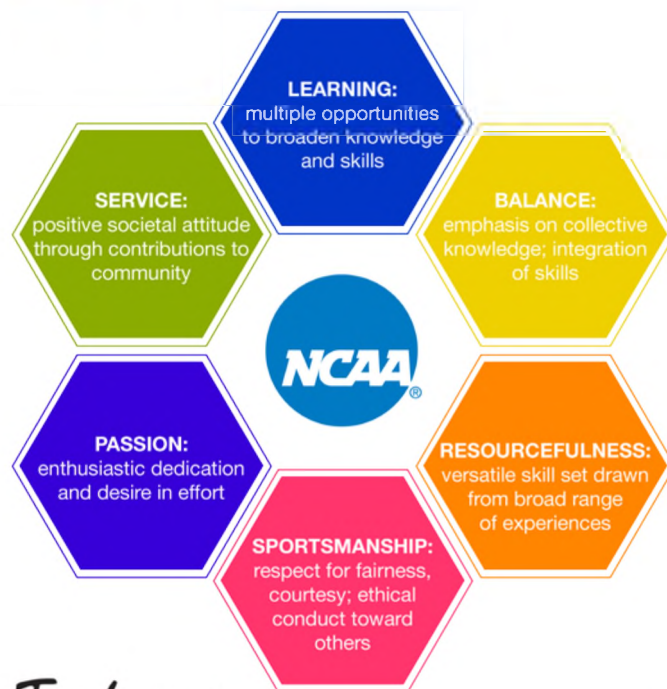 LEARNING:
multiple opportunities
to broaden knowledge
and skills
SERVICE:
positive societal attitude
through contributions to
community
BALANCE:
emphasis on collective
knowledge; integration
of skills
NCAA®
PASSION:
enthusiastic dedication
and desire in effort
RESOURCEFULNESS:
versatile skill set drawn
from broad range
of experiences
SPORTSMANSHIP:
respect for fairness,
courtesy; ethical
conduct toward
others